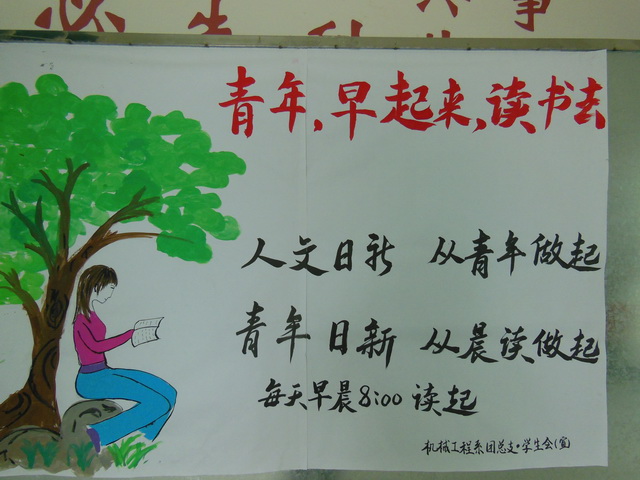 青年,早起来,读书去
人文日新 从青年做起
青年日新 从晨读做起
每天早晨8:00读起
机械工程系团总支·学生会(宣)